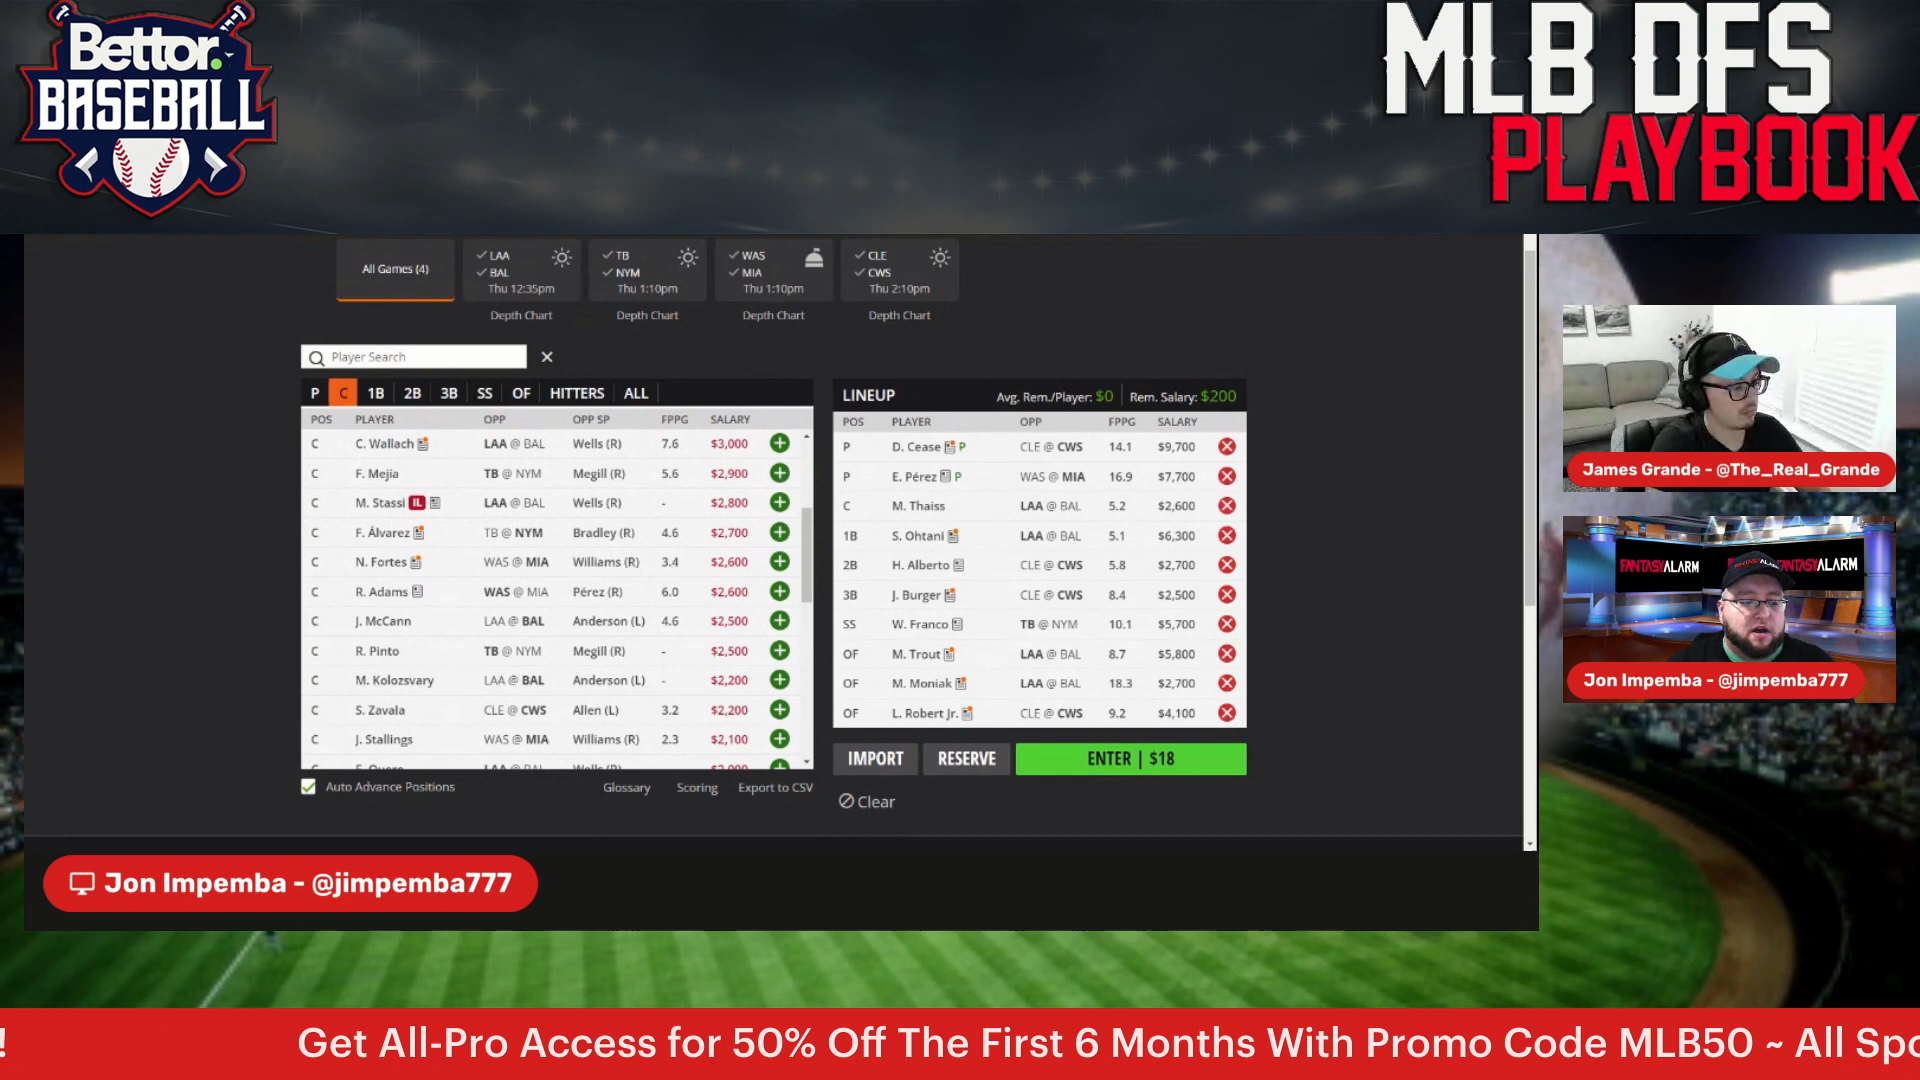 Bettor.
BASEBALL
MLB DFS
PLAYBOOK
All Games (4)
LAA
BAL
Thu 12:35pm
Depth Chart
TB
NYM
Thu 1:10pm
Depth Chart
WAS
MIA
Thu 1:10pm
Depth Chart
CLE
CWS
Thu 2:10pm
Depth Chart
Player Search
P C 1B 2B 3B SS OF HITTERS ALL
POS PLAYER OPP OPP SP FPPG SALARY
C C. Wallach LAA @ BAL Wells (R) 7.6 $3,000
C F. Mejía TB @ NYM Megill (R) 5.6 $2,900
C M. Stassi IL LAA @ BAL Wells (R) - $2,800
C F. Álvarez TB @ NYM Bradley (R) 4.6 $2,700
C N. Fortes WAS @ MIA Williams (R) 3.4 $2,600
C R. Adams WAS @ MIA Pérez (R) 6.0 $2,600
C J. McCann LAA @ BAL Anderson (L) 4.6 $2,500
C R. Pinto TB @ NYM Megill (R) - $2,500
C M. Kolozsvary LAA @ BAL Anderson (L) - $2,200
C S. Zavala CLE @ CWS Allen (L) 3.2 $2,200
C J. Stallings WAS @ MIA Williams (R) 2.3 $2,100
Auto Advance Positions Glossary Scoring Export to CSV
LINEUP Avg. Rem./Player: $0 Rem. Salary: $200
POS PLAYER OPP FPPG SALARY
P D. Cease P CLE @ CWS 14.1 $9,700
P E. Pérez P WAS @ MIA 16.9 $7,700
C M. Thaiss LAA @ BAL 5.2 $2,600
1B S. Ohtani LAA @ BAL 5.1 $6,300
2B H. Alberto CLE @ CWS 5.8 $2,700
3B J. Burger CLE @ CWS 8.4 $2,500
SS W. Franco TB @ NYM 10.1 $5,700
OF M. Trout LAA @ BAL 8.7 $5,800
OF M. Moniak LAA @ BAL 18.3 $2,700
OF L. Robert Jr. CLE @ CWS 9.2 $4,100
IMPORT RESERVE ENTER | $18
Clear
James Grande - @The_Real_Grande
FANTASYALARM
FANTASYALARM
Jon Impemba - @jimpemba777
Jon Impemba - @jimpemba777
! Get All-Pro Access for 50% Off The First 6 Months With Promo Code MLB50 ~ All